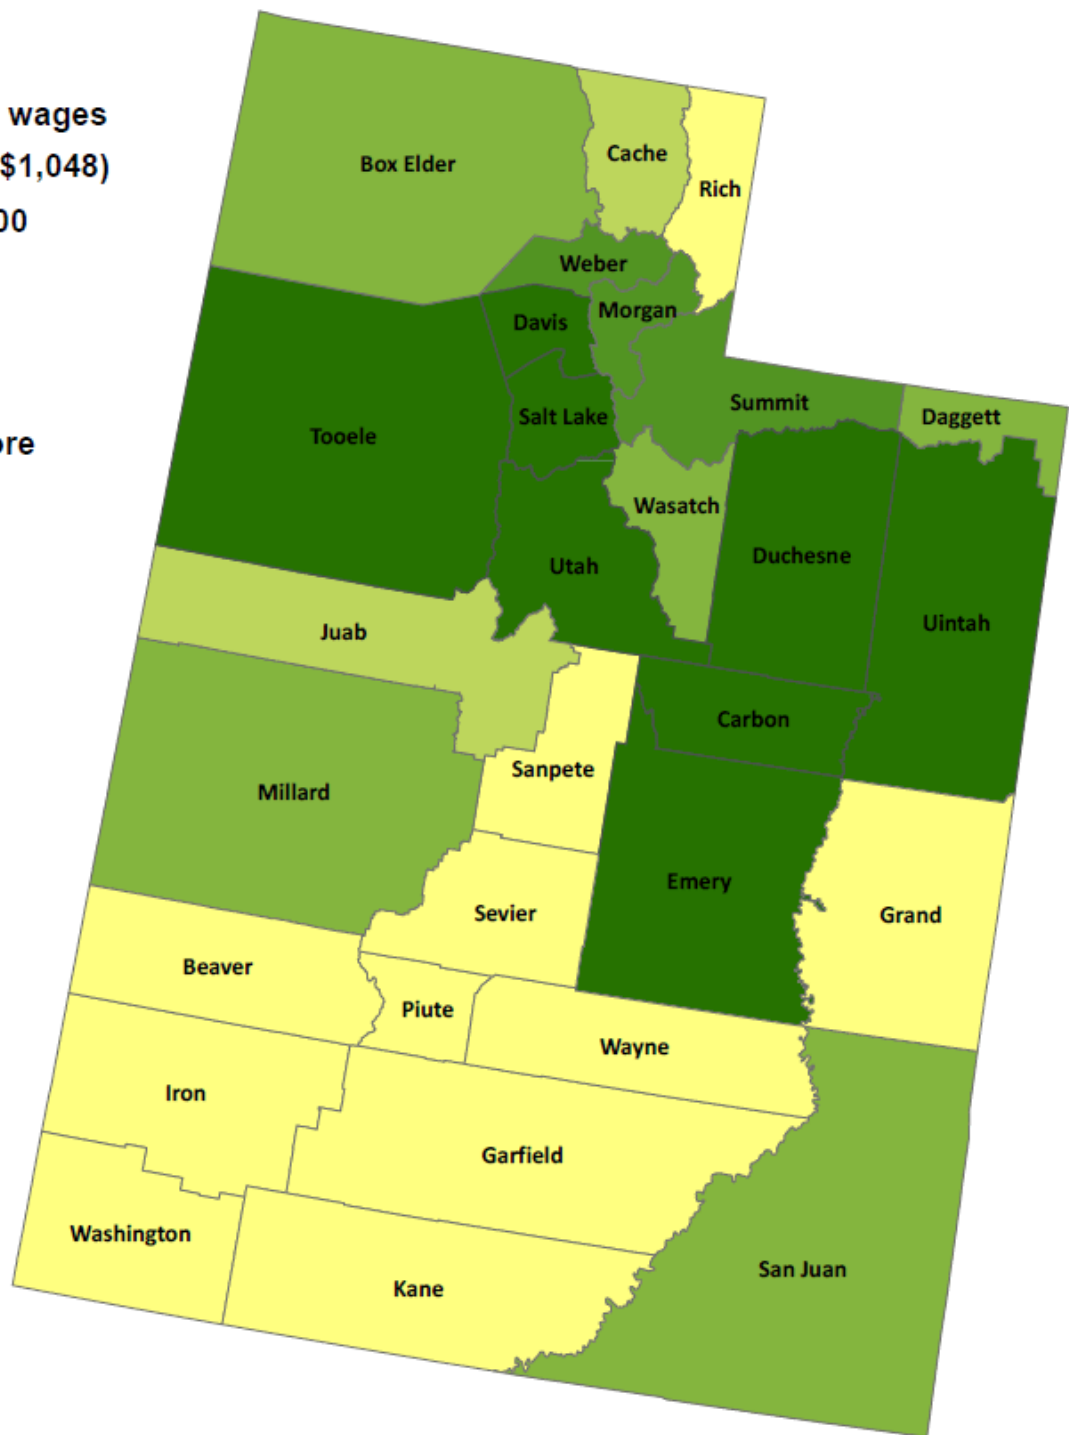 wages
$1,048)
00
ore
Box Elder
Cache
Rich
Weber
Morgan
Davis
Summit
Daggett
Salt Lake
Tooele
Wasatch
Duchesne
Utah
Uintah
Juab
Carbon
Sanpete
Millard
Emery
Sevier
Grand
Beaver
Piute
Wayne
Iron
Garfield
Washington
San Juan
Kane